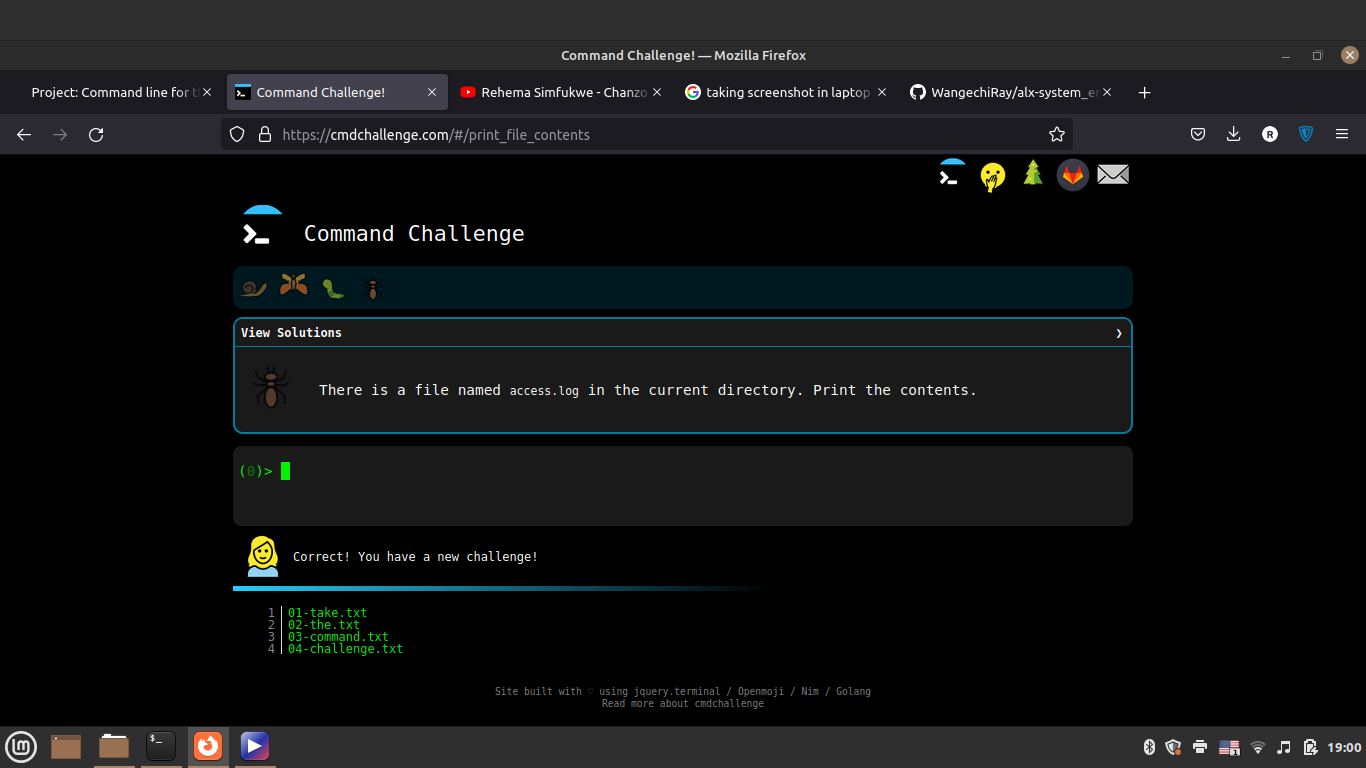 Command Challenge! — Mozilla Firefox
Project: Command line for t
Command Challenge!
Rehema Simfukwe - Chanzo
taking screenshot in laptop
WangechiRay/alx-system_er
https://cmdchallenge.com/#/print_file_contents
R
Command Challenge
View Solutions
There is a file named access.log in the current directory. Print the contents.
(0)>
Correct! You have a new challenge!
1 01-take.txt
2 02-the.txt
3 03-command.txt
4 04-challenge.txt
Site built with ♡ using jquery.terminal / Openmoji / Nim / Golang
Read more about cmdchallenge
$_
1
19:00